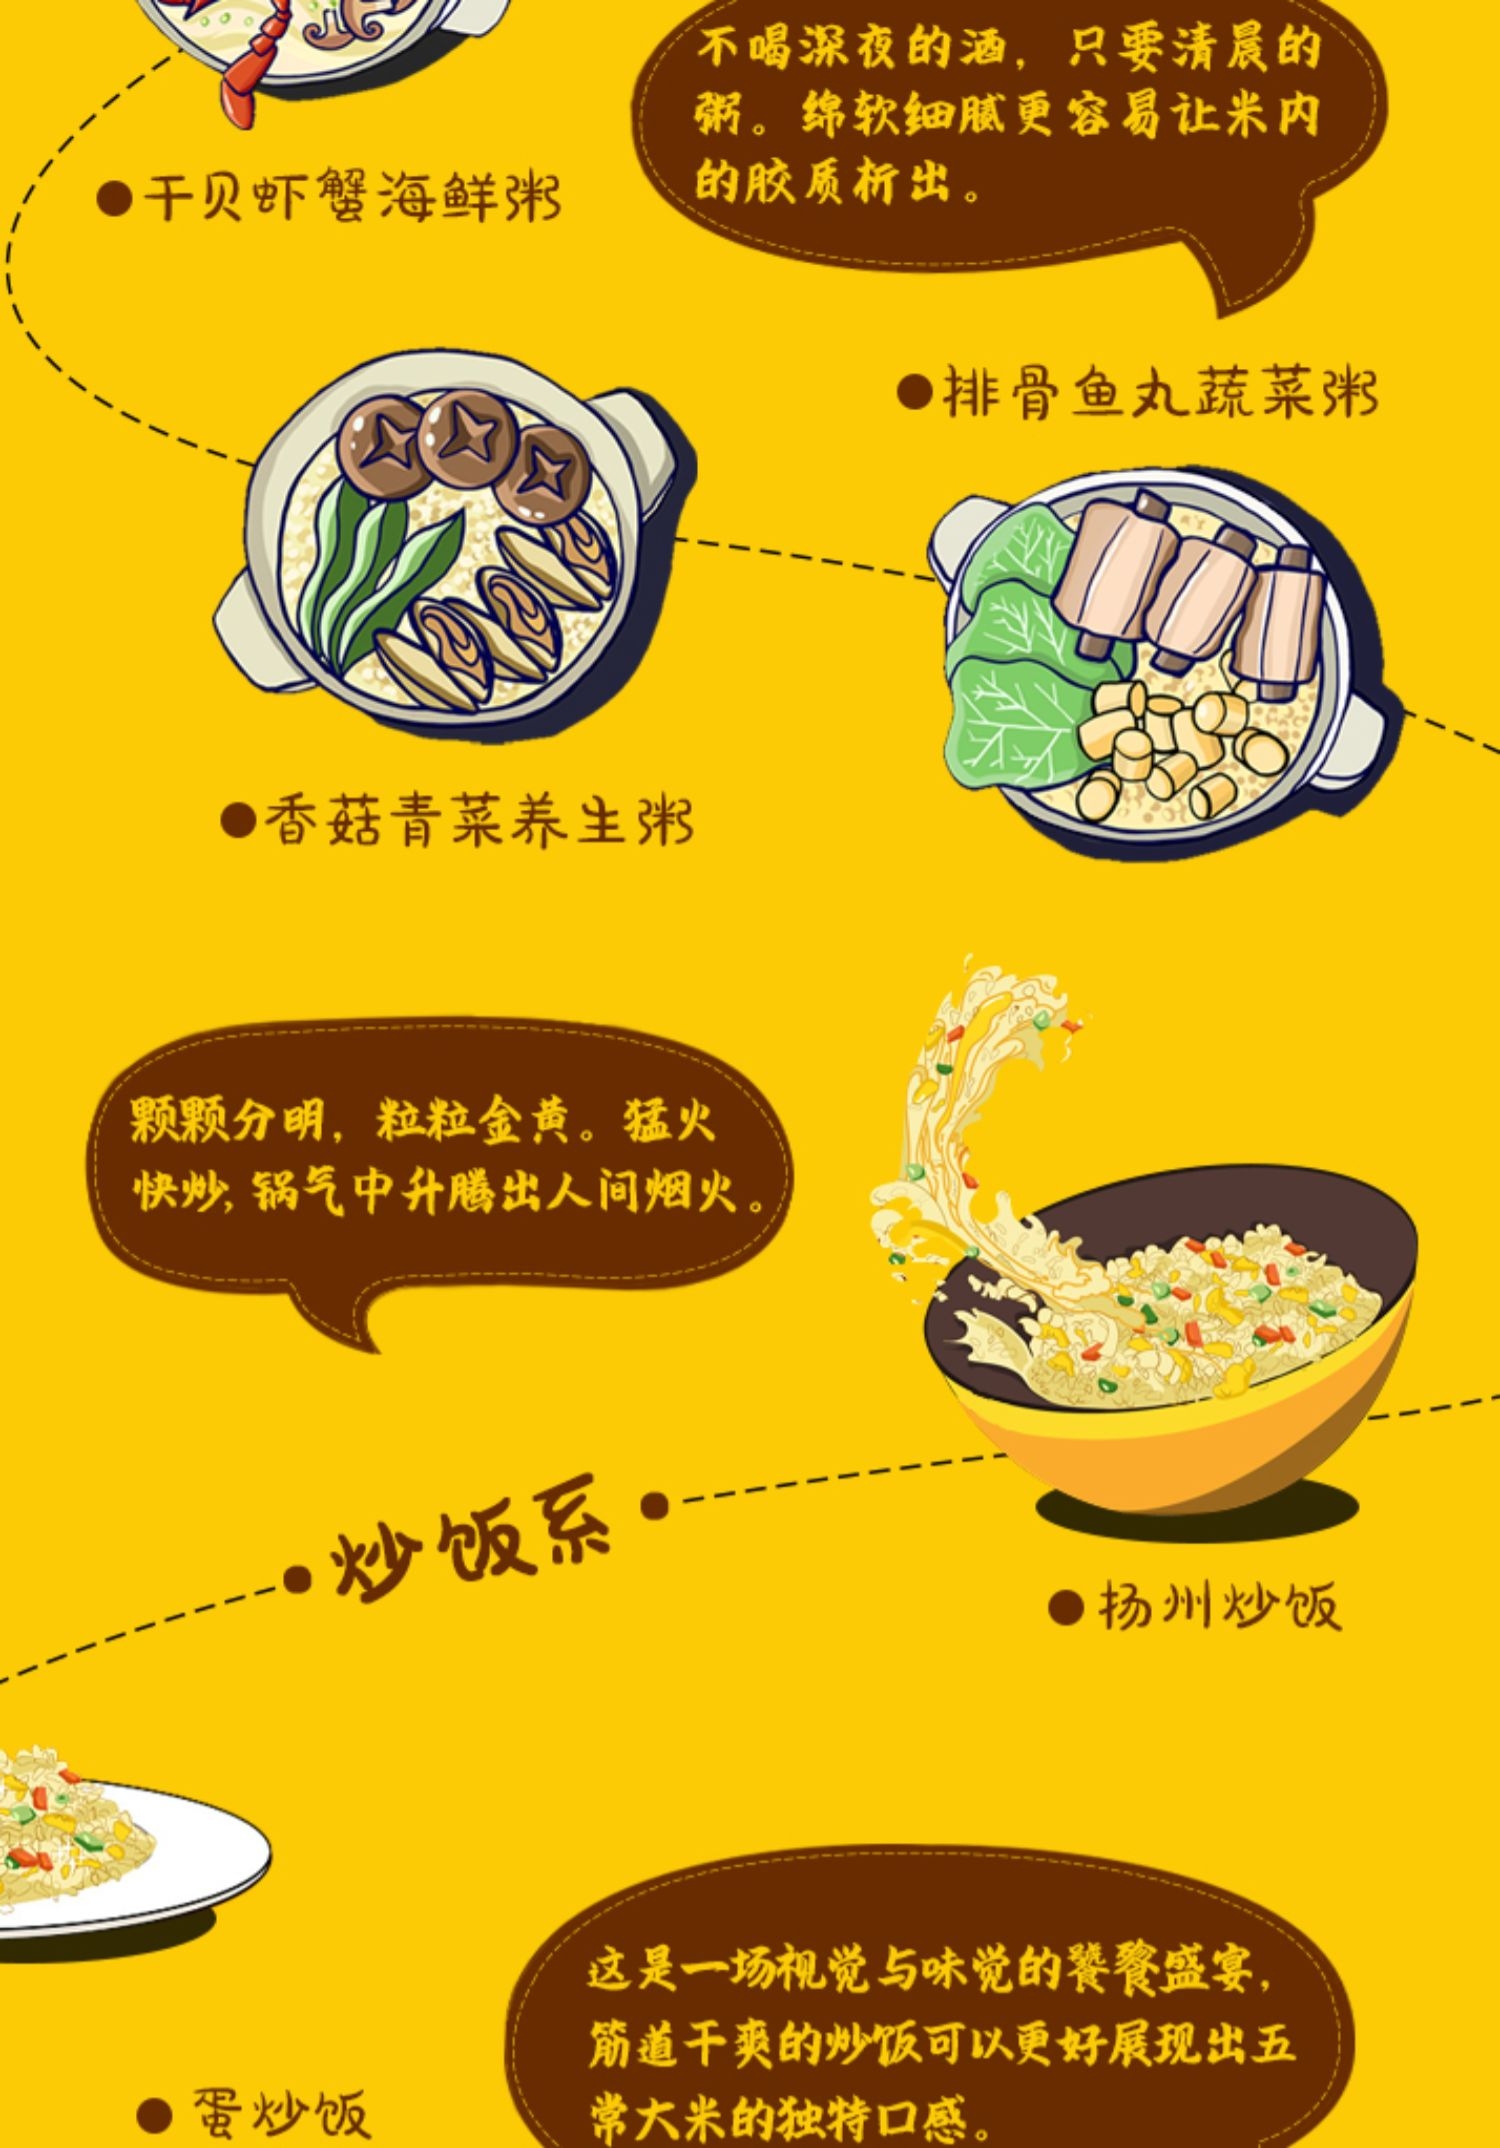 不喝深夜的酒，只要清晨的
粥。绵软细腻更容易让米内
的胶质析出。
干贝虾蟹海鲜粥
排骨鱼丸蔬菜粥
香菇青菜养生粥
颗颗分明，粒粒金黄。猛火
快炒，锅气中升腾出人间烟火。
炒饭系
扬州炒饭
这是一场视觉与味觉的饕餮盛宴，
筋道干爽的炒饭可以更好展现出五
常大米的独特口感。
蛋炒饭